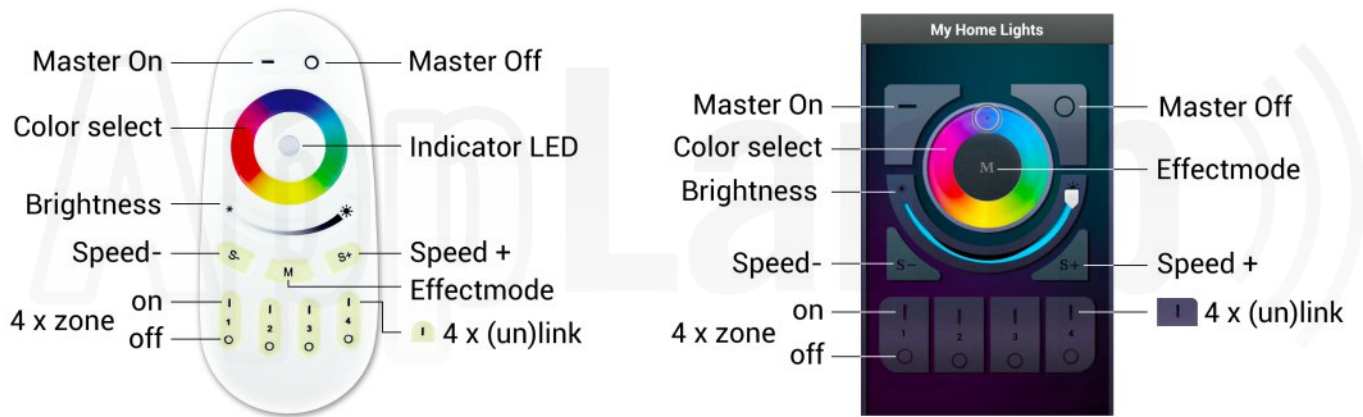 Master On
Master Off
Color select
Indicator LED
Brightness
Speed-
Speed +
Effectmode
on
4 x zone
off
4 x (un)link
S-
M
S+
1
2
3
4
My Home Lights
Master On
Master Off
Color select
Effectmode
Brightness
Speed-
Speed +
on
4 x zone
off
4 x (un)link
M
S-
S+
1
2
3
4
AppLamp